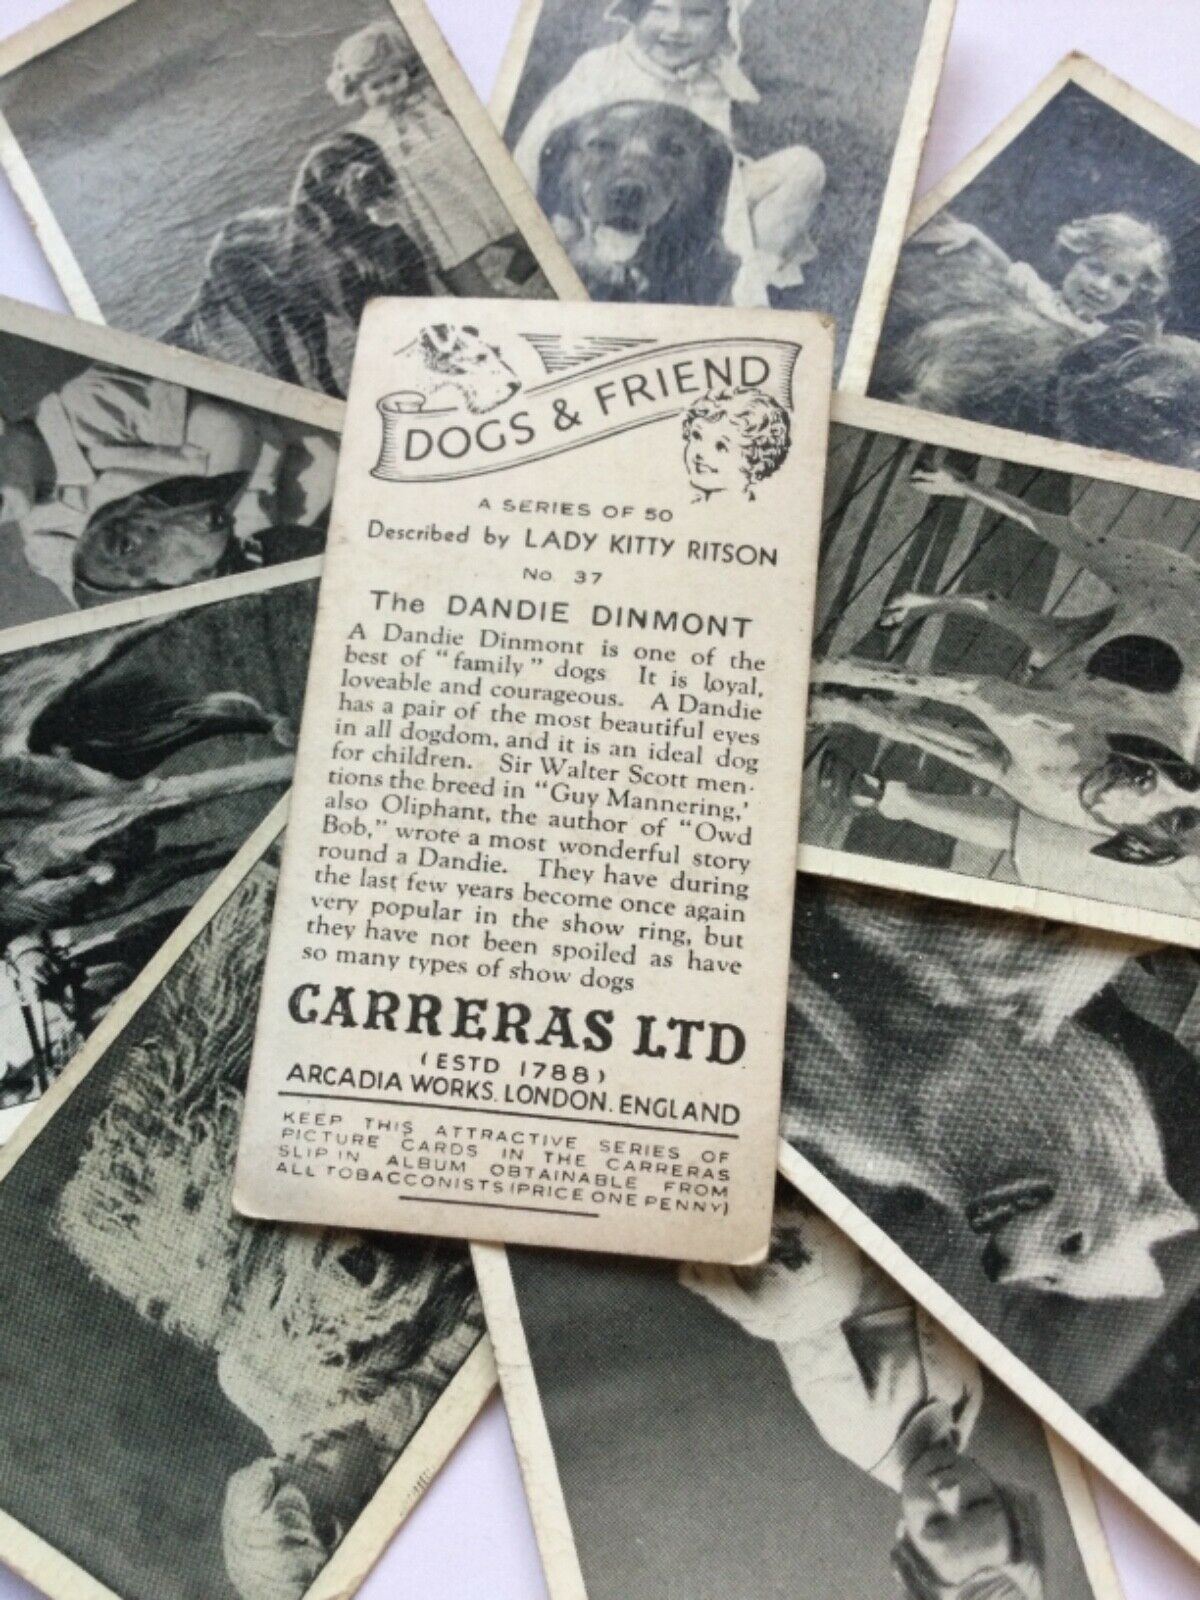 DOGS & FRIEND
A SERIES OF 50
Described by LADY KITTY RITSON
No. 37
The DANDIE DINMONT
A Dandie Dinmont is one of the
best of "family" dogs It is loyal,
loveable and courageous. A Dandie
has a pair of the most beautiful eyes
in all dogdom, and it is an ideal dog
for children. Sir Walter Scott men-
tions the breed in "Guy Mannering,'
also Oliphant, the author of "Owd
Bob," wrote a most wonderful story
round a Dandie. They have during
the last few years become once again
very popular in the show ring, but
they have not been spoiled as have
so many types of show dogs
CARRERAS LTD
(ESTD 1788)
ARCADIA WORKS. LONDON. ENGLAND
KEEP THIS ATTRACTIVE SERIES OF
PICTURE CARDS IN THE CARRERAS
SLIP IN ALBUM OBTAINABLE FROM
ALL TOBACCONISTS (PRICE ONE PENNY)